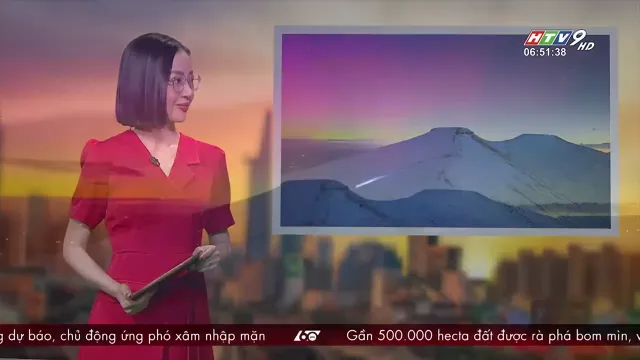 HTV9 HD
06:51:38
g dự báo, chủ động ứng phó xâm nhập mặn
60
Gần 500.000 hecta đất được rà phá bom mìn, v